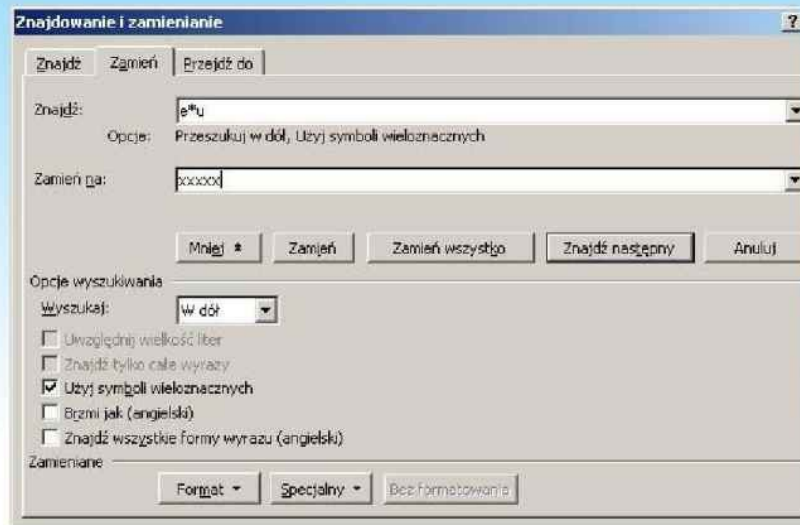 Znajdowanie i zamienianie ?
Znajdź Zamień Przejdź do
Znajdź: e*u
Opcje: Przeszukuj w dół, Użyj symboli wieloznacznych
Zamień na: xxxxx
Mniej Zamień Zamień wszystko Znajdź następny Anuluj
Opcje wyszukiwania
Wyszukaj: W dół
Uwzględnij wielkość liter
Znajdź tylko całe wyrazy
Użyj symboli wieloznacznych
Brzmi jak (angielski)
Znajdź wszystkie formy wyrazu (angielski)
Zamieniane
Format Specjalny Bez formatowania